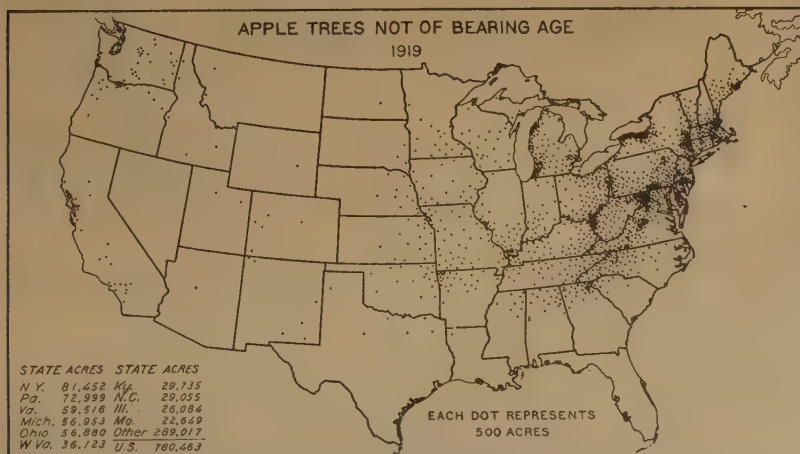 APPLE TREES NOT OF BEARING AGE
1919
STATE ACRES STATE ACRES
N Y. 81,452 Ky. 29,735
Pa. 72,999 N.C. 29,055
Va. 59,516 Ill. 26,084
Mich. 56,953 Mo. 22,649
Ohio 56,880 Other 289,017
W Va. 36,123 U.S. 760,463
EACH DOT REPRESENTS
500 ACRES